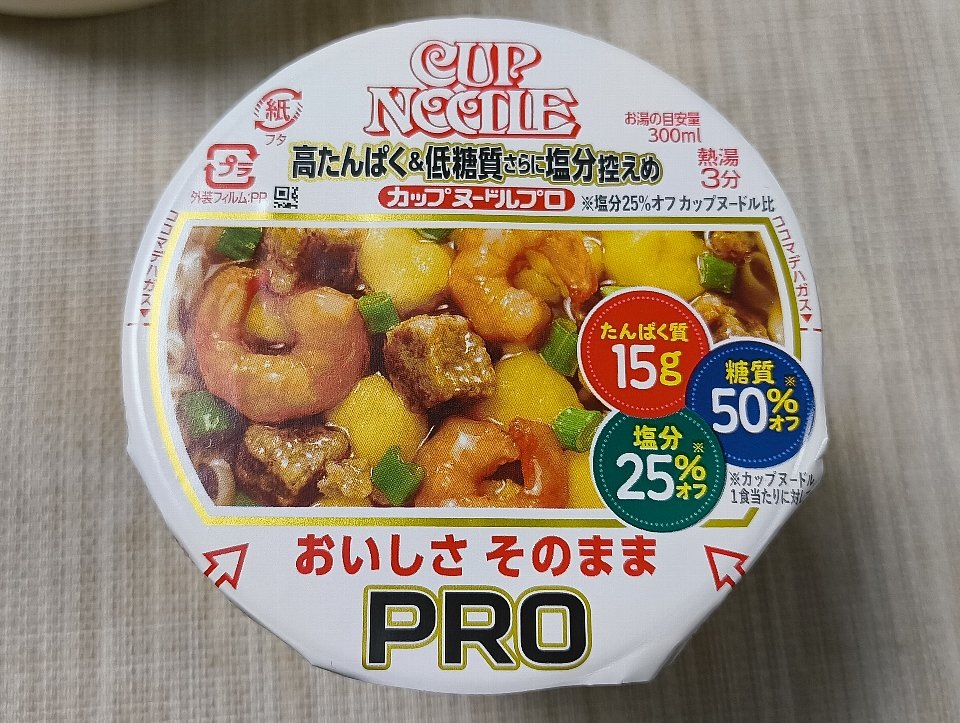 CUP
NOODLE
紙
フタ
お湯の目安量
300ml
熱湯
3分
プラ
外装フィルム:PP
高たんぱく&低糖質さらに塩分控えめ
カップヌードルプロ
※塩分25%オフ カップヌードル比
ココマデハガス
ココマデハガス
たんぱく質
15g
糖質※
50%オフ
塩分※
25%オフ
※カップヌードル
1食当たりに対し
おいしさ そのまま
PRO